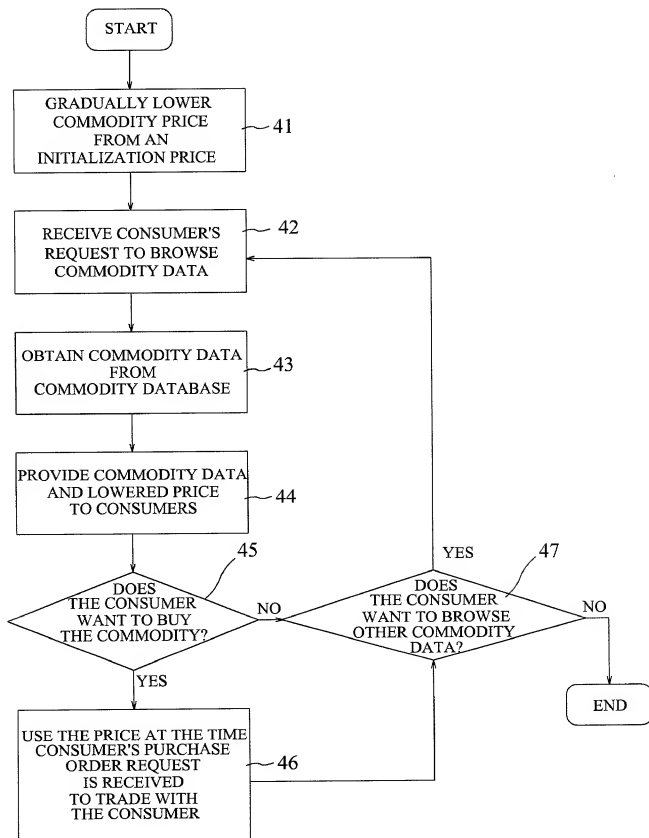 START
GRADUALLY LOWER
COMMODITY PRICE
FROM AN
INITIALIZATION PRICE
41
RECEIVE CONSUMER'S
REQUEST TO BROWSE
COMMODITY DATA
42
OBTAIN COMMODITY DATA
FROM
COMMODITY DATABASE
43
PROVIDE COMMODITY DATA
AND LOWERED PRICE
TO CONSUMERS
44
45
DOES
THE CONSUMER
WANT TO BUY
THE COMMODITY?
NO
YES
YES
47
DOES
THE CONSUMER
WANT TO BROWSE
OTHER COMMODITY
DATA?
NO
END
USE THE PRICE AT THE TIME
CONSUMER'S PURCHASE
ORDER REQUEST
IS RECEIVED
TO TRADE WITH
THE CONSUMER
46